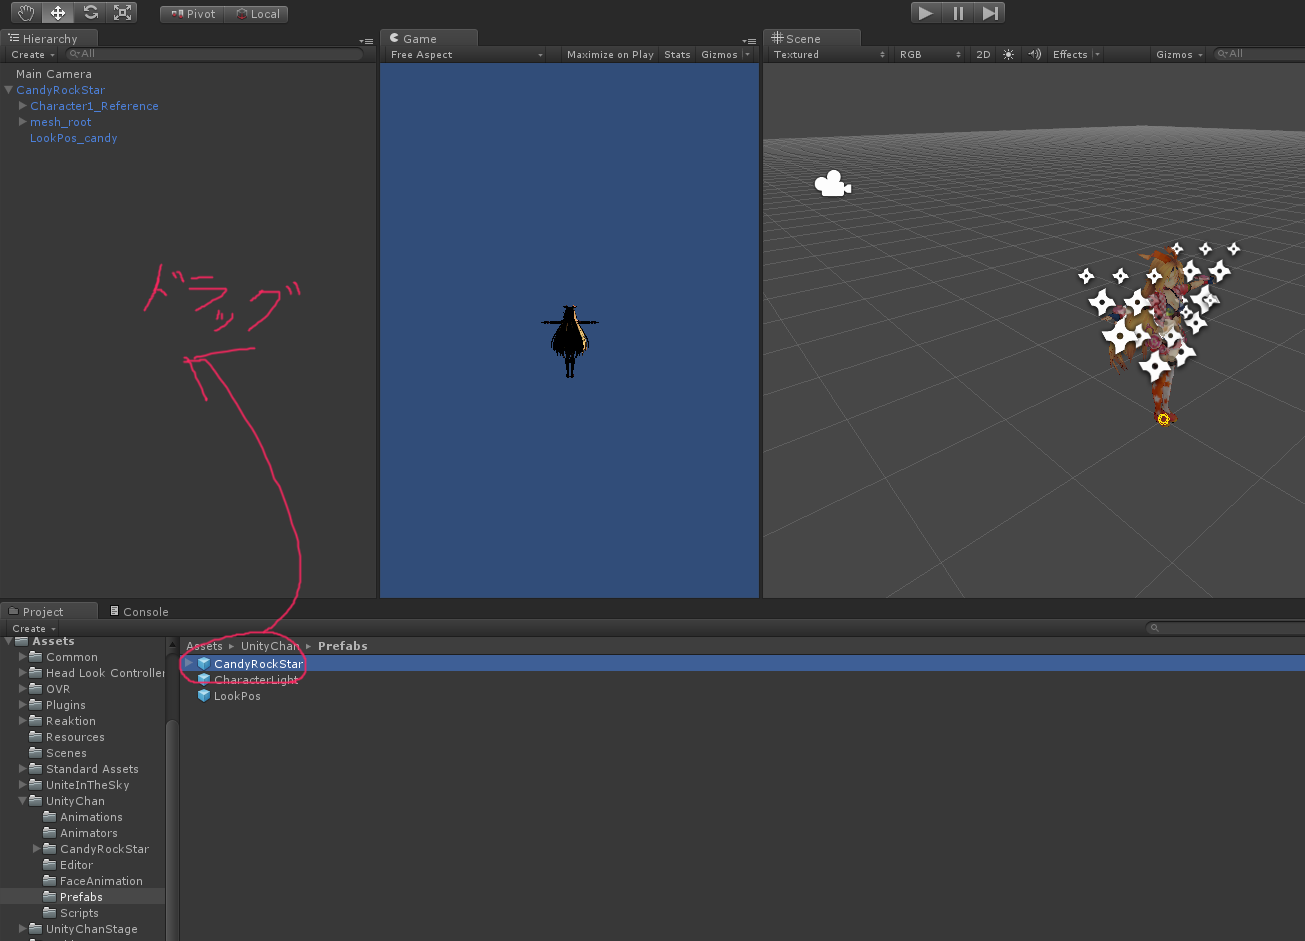 Pivot Local
Hierarchy
Create All
Main Camera
CandyRockStar
Character1_Reference
mesh_root
LookPos_candy
ドラッグ
Game
Free Aspect Maximize on Play Stats Gizmos
Scene
Textured RGB 2D Effects Gizmos All
Project Console
Create
Assets
Common
Head Look Controller
OVR
Plugins
Reaktion
Resources
Scenes
Standard Assets
UniteInTheSky
UnityChan
Animations
Animators
CandyRockStar
Editor
FaceAnimation
Prefabs
Scripts
UnityChanStage
Assets ▸ UnityChan ▸ Prefabs
CandyRockStar
CharacterLight
LookPos